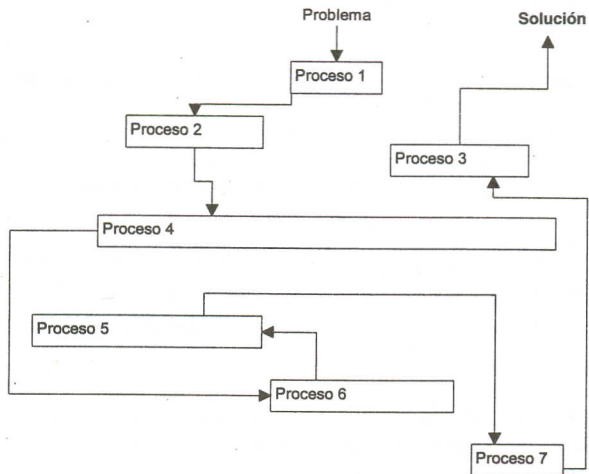 Problema
Solución
Proceso 1
Proceso 2
Proceso 3
Proceso 4
Proceso 5
Proceso 6
Proceso 7